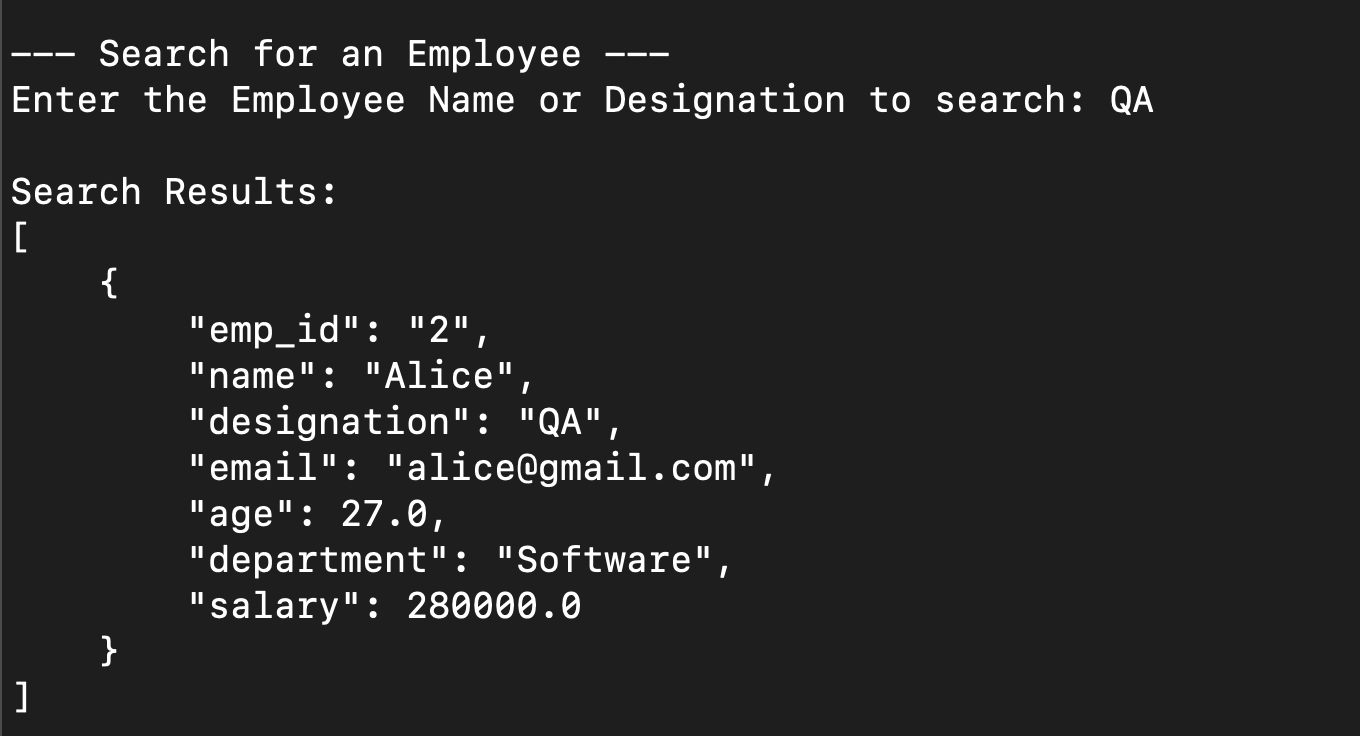 --- Search for an Employee ---
Enter the Employee Name or Designation to search: QA

Search Results:
[
    {
        "emp_id": "2",
        "name": "Alice",
        "designation": "QA",
        "email": "alice@gmail.com",
        "age": 27.0,
        "department": "Software",
        "salary": 280000.0
    }
]